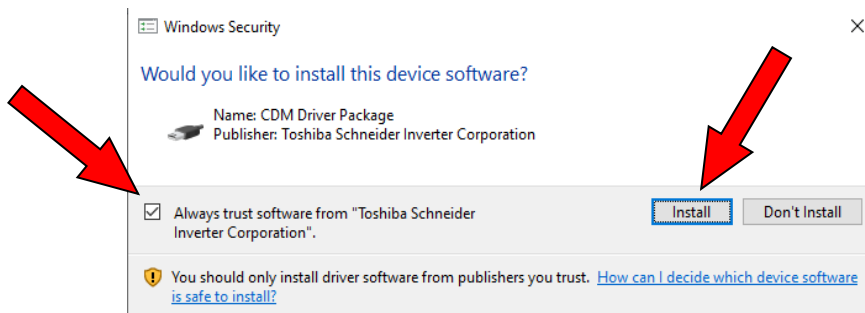 Windows Security
Would you like to install this device software?
Name: CDM Driver Package
Publisher: Toshiba Schneider Inverter Corporation
Always trust software from "Toshiba Schneider
Inverter Corporation".
Install
Don't Install
You should only install driver software from publishers you trust. How can I decide which device software
is safe to install?